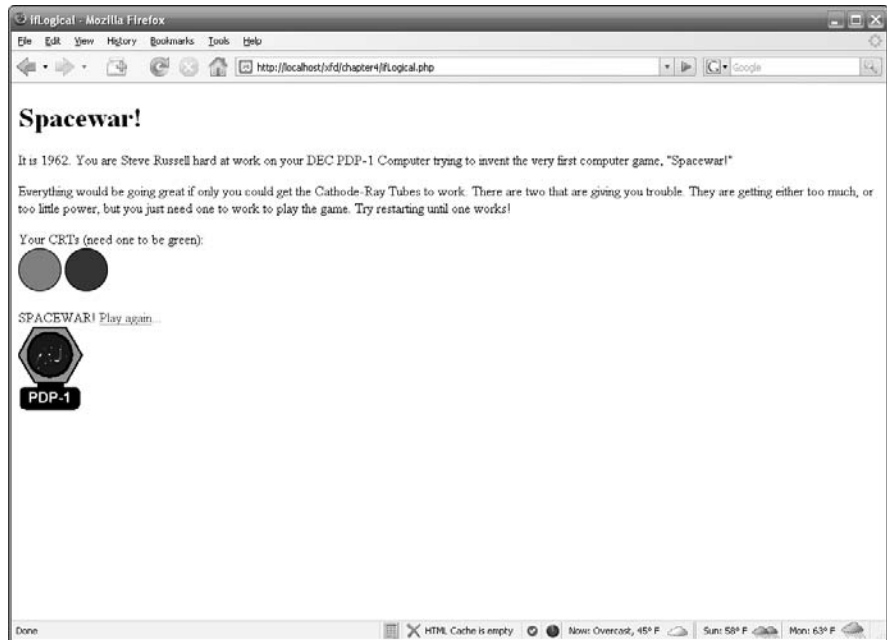 ifLogical - Mozilla Firefox
File Edit View History Bookmarks Tools Help
http://localhost/xfd/chapter4/ifLogical.php
Google
Spacewar!
It is 1962. You are Steve Russell hard at work on your DEC PDP-1 Computer trying to invent the very first computer game, "Spacewar!"
Everything would be going great if only you could get the Cathode-Ray Tubes to work. There are two that are giving you trouble. They are getting either too much, or
too little power, but you just need one to work to play the game. Try restarting until one works!
Your CRTs (need one to be green):
SPACEWAR! Play again...
PDP-1
Done HTML Cache is empty Now: Overcast, 45° F Sun: 58° F Mon: 63° F